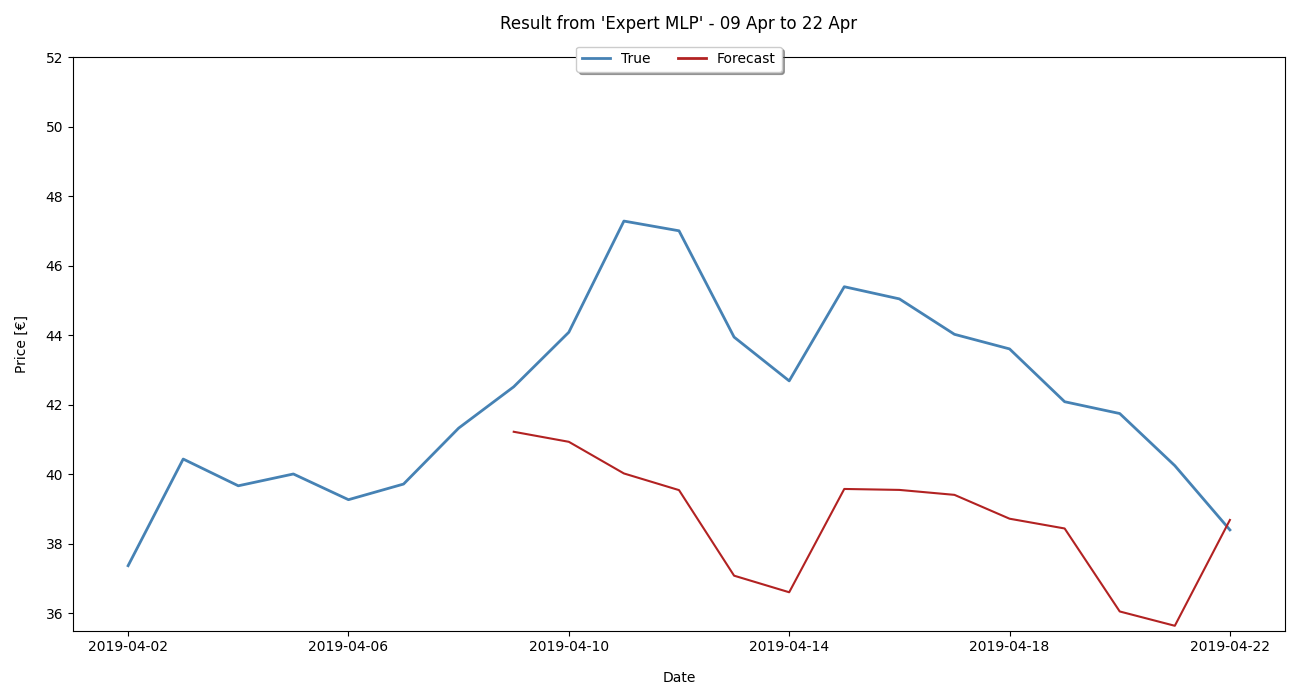 Result from 'Expert MLP' - 09 Apr to 22 Apr
True Forecast
52
50
48
46
44
42
40
38
36
Price [€]
2019-04-02 2019-04-06 2019-04-10 2019-04-14 2019-04-18 2019-04-22
Date